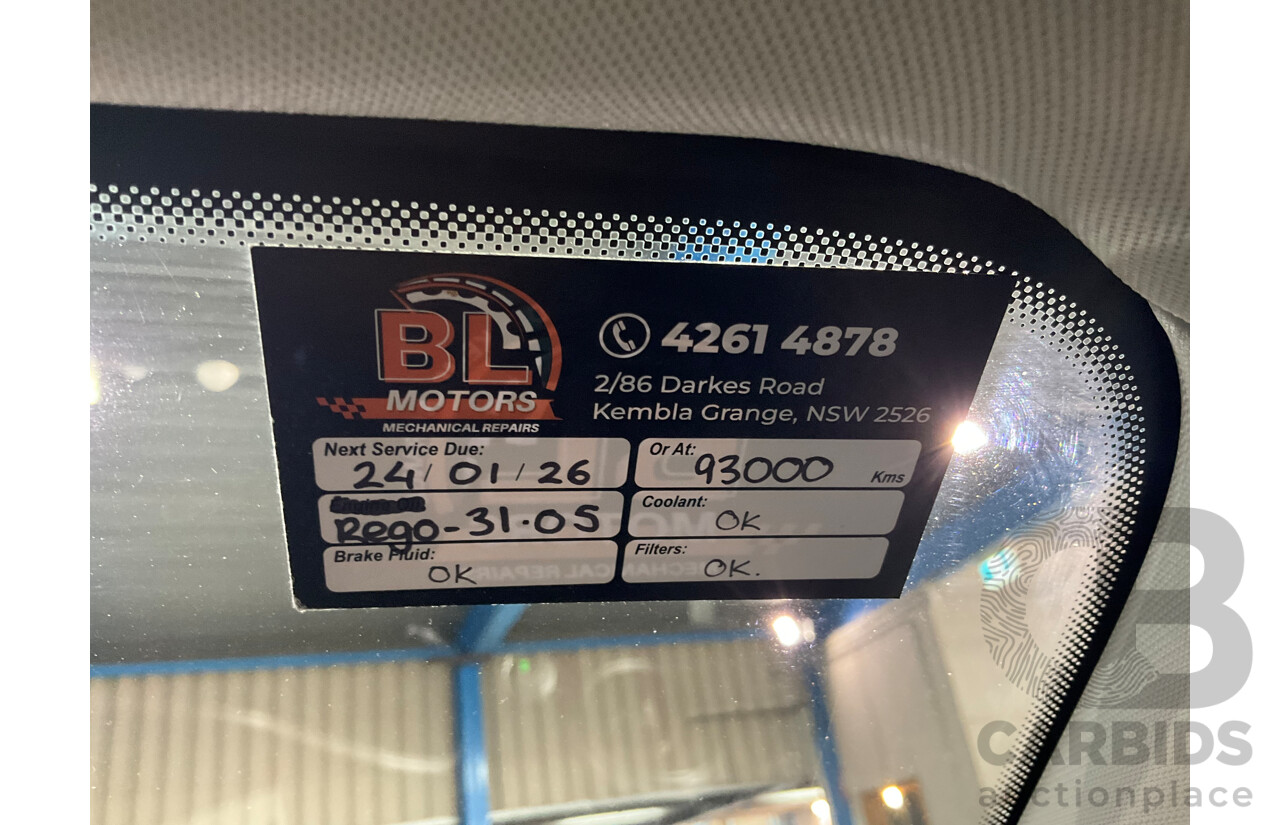 BL
MOTORS
MECHANICAL REPAIRS
4261 4878
2/86 Darkes Road
Kembla Grange, NSW 2526
Next Service Due:
24/01/26
Or At:
93000
Kms
Rego-31.05
Coolant:
OK
Brake Fluid:
OK
Filters:
OK.
CARBIDS
auctionplace